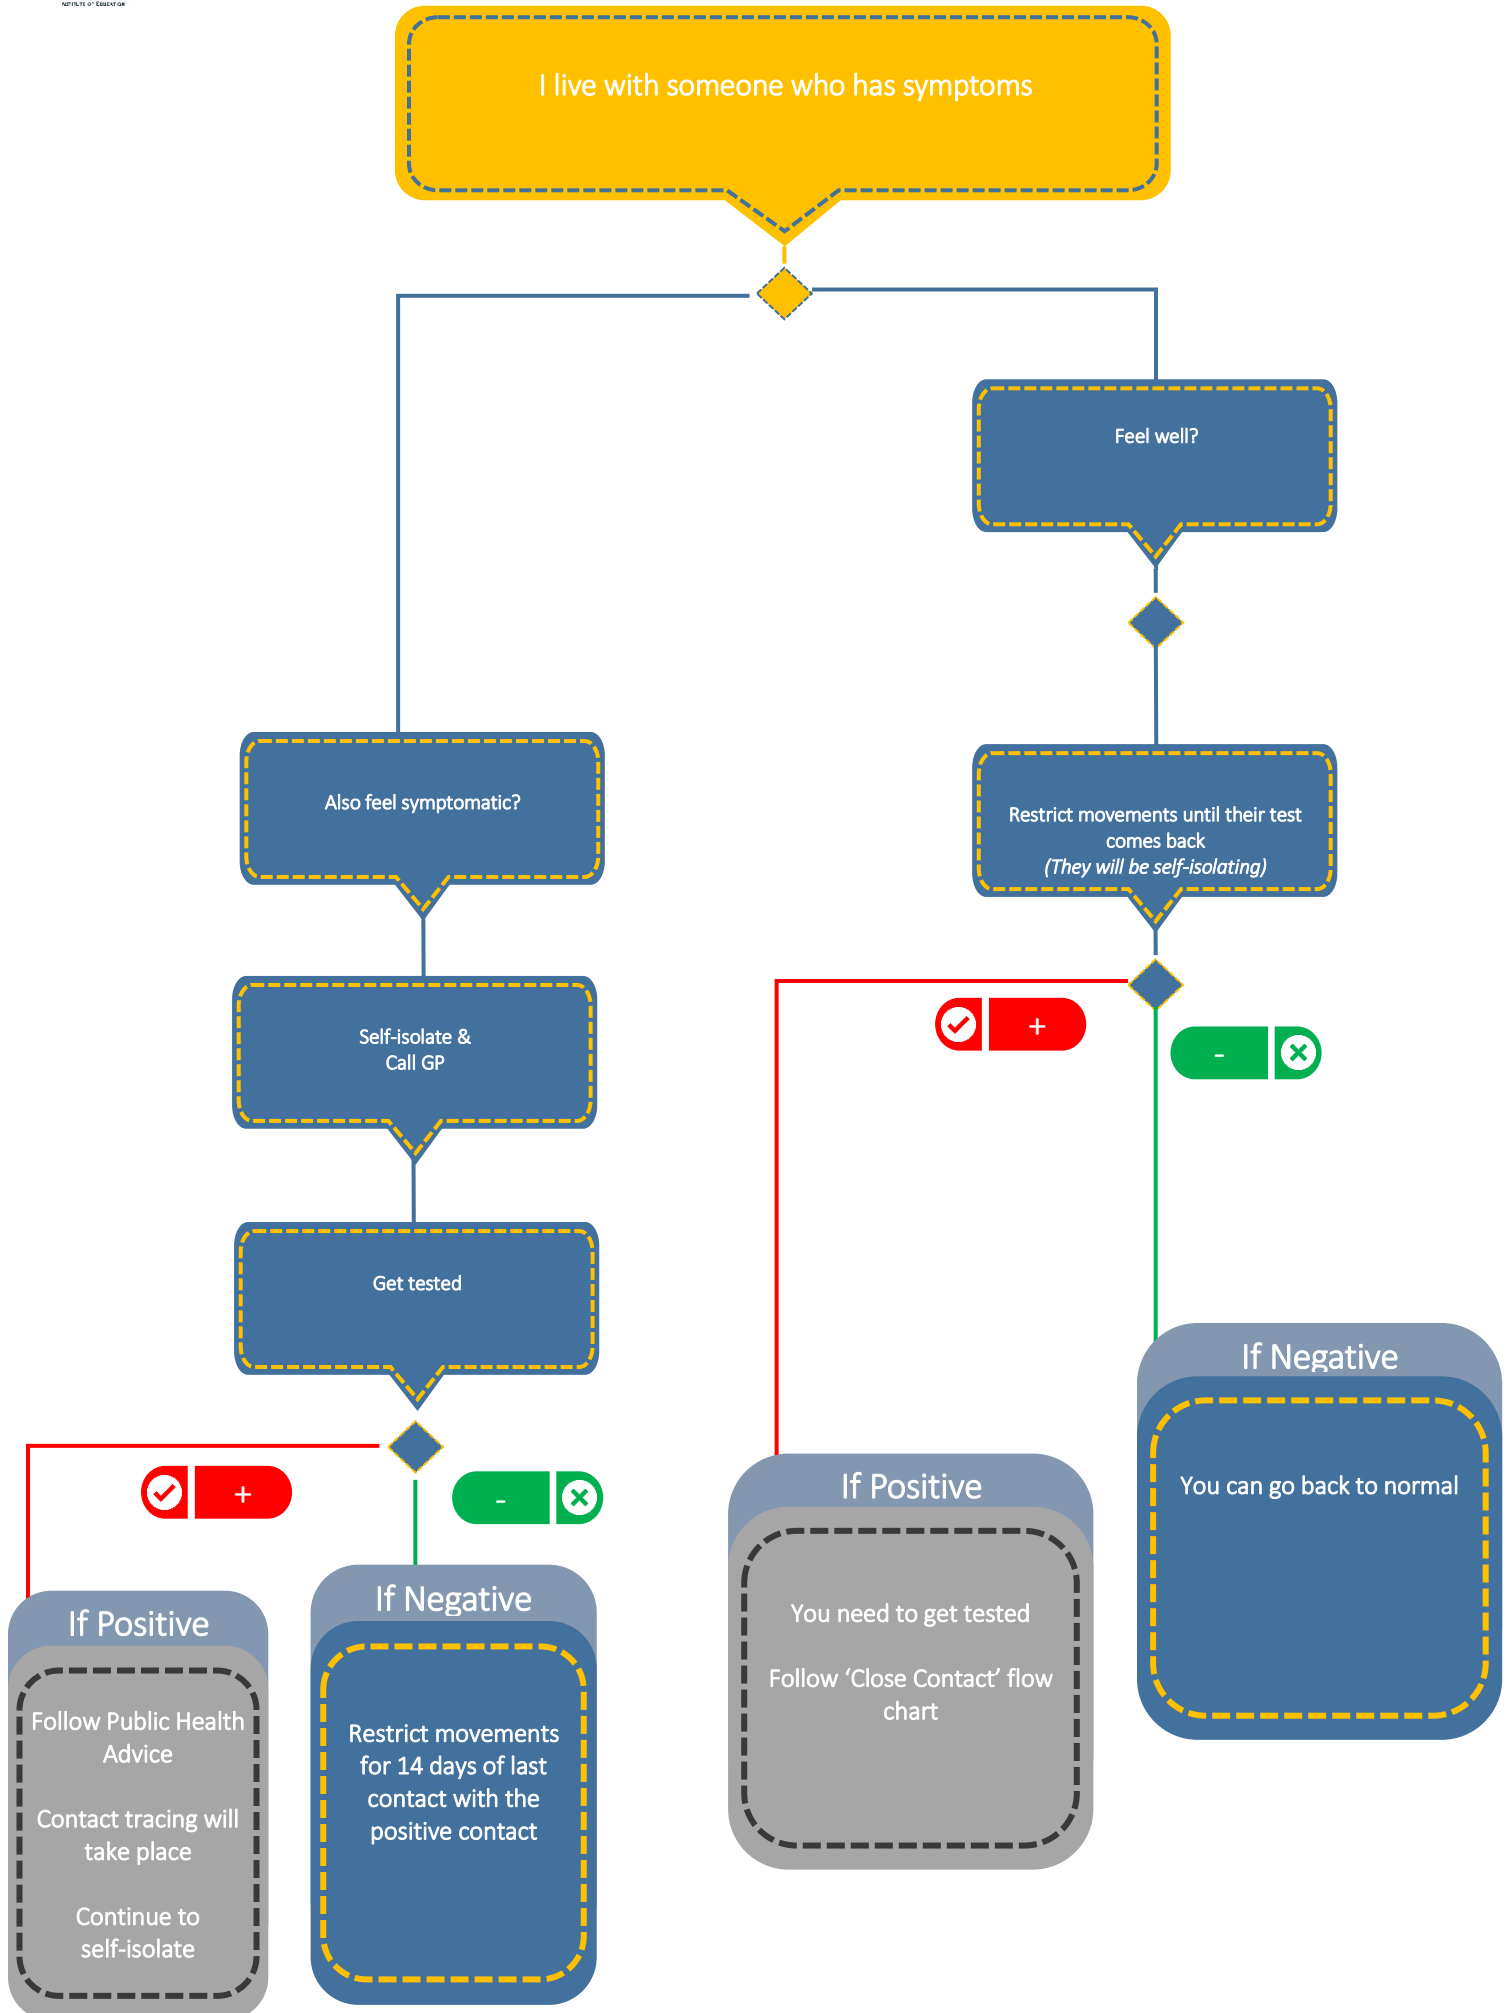 I live with someone who has symptoms
Feel well?
Also feel symptomatic?
Restrict movements until their test
comes back
(They will be self-isolating)
Self-isolate &
Call GP
+
-
Get tested
If Negative
You can go back to normal
+
-
If Positive
You need to get tested
Follow ‘Close Contact’ flow
chart
If Positive
Follow Public Health
Advice
Contact tracing will
take place
Continue to
self-isolate
If Negative
Restrict movements
for 14 days of last
contact with the
positive contact